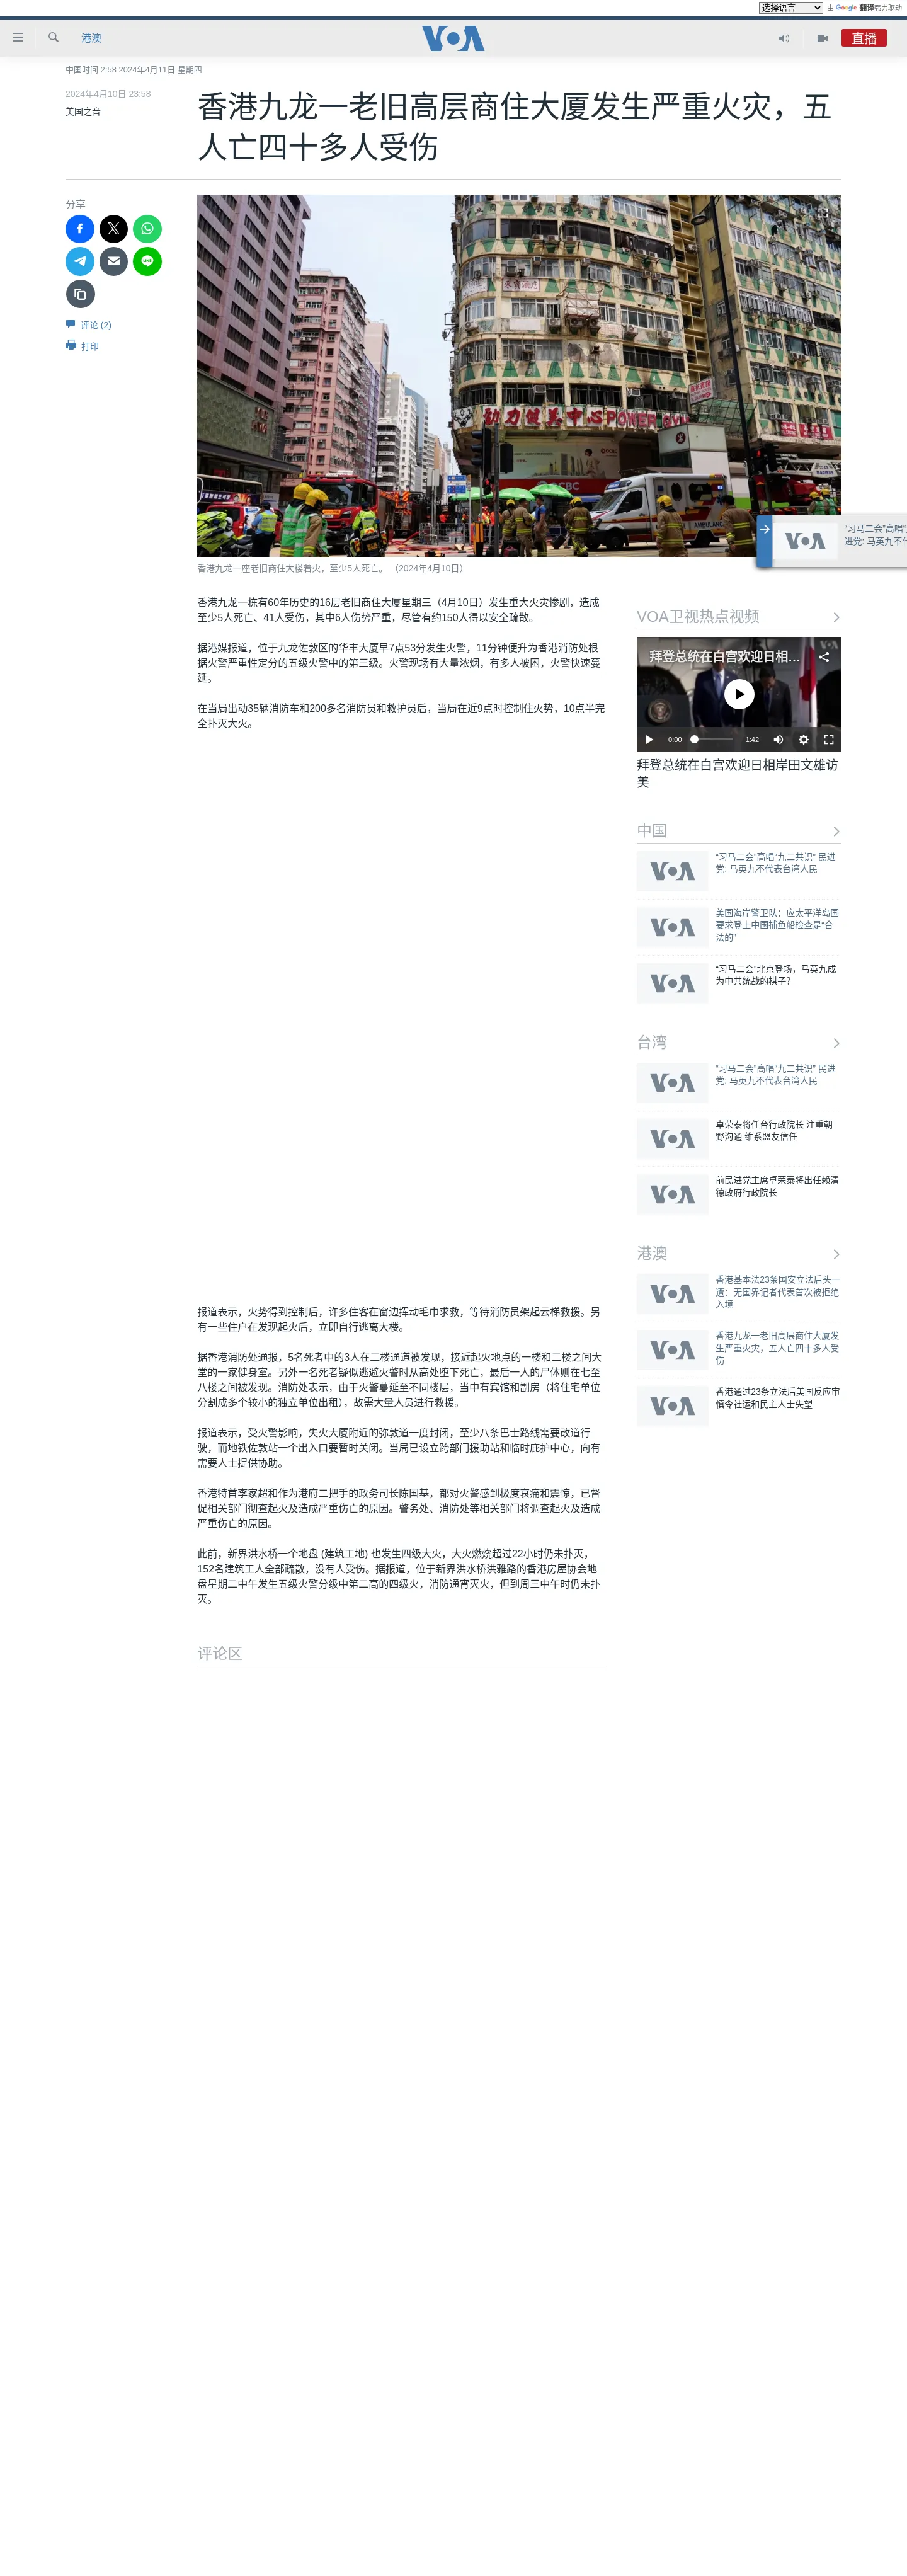 选择语言 由 Google 翻译强力驱动
港澳
VOA
直播
中国时间 2:58 2024年4月11日 星期四
2024年4月10日 23:58
美国之音
香港九龙一老旧高层商住大厦发生严重火灾，五
人亡四十多人受伤
分享
评论 (2)
打印
動力健美中心POWER
OCBC
AMBULANCE
香港九龙一座老旧商住大楼着火，至少5人死亡。 （2024年4月10日）
VOA
“习马二会”高唱“
进党: 马英九不代
香港九龙一栋有60年历史的16层老旧商住大厦星期三（4月10日）发生重大火灾惨剧，造成
至少5人死亡、41人受伤，其中6人伤势严重，尽管有约150人得以安全疏散。
据港媒报道，位于九龙佐敦区的华丰大厦早7点53分发生火警，11分钟便升为香港消防处根
据火警严重性定分的五级火警中的第三级。火警现场有大量浓烟，有多人被困，火警快速蔓
延。
在当局出动35辆消防车和200多名消防员和救护员后，当局在近9点时控制住火势，10点半完
全扑灭大火。
报道表示，火势得到控制后，许多住客在窗边挥动毛巾求救，等待消防员架起云梯救援。另
有一些住户在发现起火后，立即自行逃离大楼。
据香港消防处通报，5名死者中的3人在二楼通道被发现，接近起火地点的一楼和二楼之间大
堂的一家健身室。另外一名死者疑似逃避火警时从高处堕下死亡，最后一人的尸体则在七至
八楼之间被发现。消防处表示，由于火警蔓延至不同楼层，当中有宾馆和劏房（将住宅单位
分割成多个较小的独立单位出租），故需大量人员进行救援。
报道表示，受火警影响，失火大厦附近的弥敦道一度封闭，至少八条巴士路线需要改道行
驶，而地铁佐敦站一个出入口要暂时关闭。当局已设立跨部门援助站和临时庇护中心，向有
需要人士提供协助。
香港特首李家超和作为港府二把手的政务司长陈国基，都对火警感到极度哀痛和震惊，已督
促相关部门彻查起火及造成严重伤亡的原因。警务处、消防处等相关部门将调查起火及造成
严重伤亡的原因。
此前，新界洪水桥一个地盘 (建筑工地) 也发生四级大火，大火燃烧超过22小时仍未扑灭，
152名建筑工人全部疏散，没有人受伤。据报道，位于新界洪水桥洪雅路的香港房屋协会地
盘星期二中午发生五级火警分级中第二高的四级火，消防通宵灭火，但到周三中午时仍未扑
灭。
评论区
VOA卫视热点视频
拜登总统在白宫欢迎日相...
VOA
0:00
1:42
拜登总统在白宫欢迎日相岸田文雄访
美
中国
VOA
“习马二会”高唱“九二共识” 民进
党: 马英九不代表台湾人民
VOA
美国海岸警卫队：应太平洋岛国
要求登上中国捕鱼船检查是“合
法的”
VOA
“习马二会”北京登场，马英九成
为中共统战的棋子？
台湾
VOA
“习马二会”高唱“九二共识” 民进
党: 马英九不代表台湾人民
VOA
卓荣泰将任台行政院长 注重朝
野沟通 维系盟友信任
VOA
前民进党主席卓荣泰将出任赖清
德政府行政院长
港澳
VOA
香港基本法23条国安立法后头一
遭：无国界记者代表首次被拒绝
入境
VOA
香港九龙一老旧高层商住大厦发
生严重火灾，五人亡四十多人受
伤
VOA
香港通过23条立法后美国反应审
慎令社运和民主人士失望